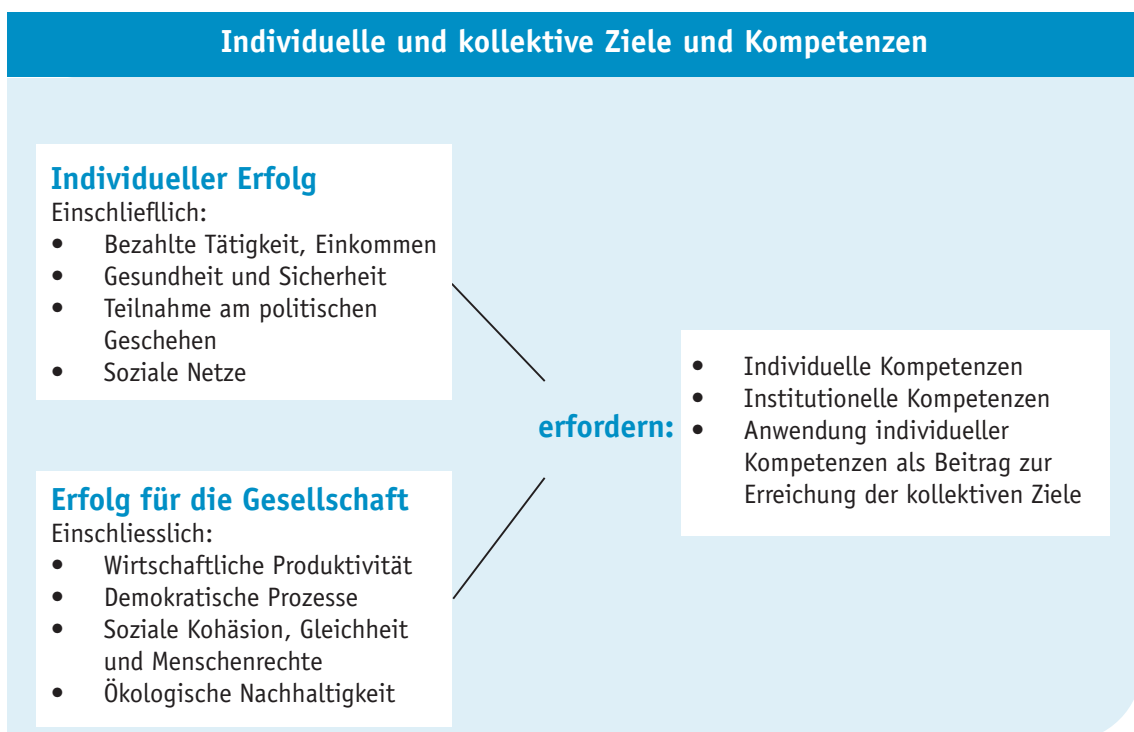 Individuelle und kollektive Ziele und Kompetenzen
Individueller Erfolg
Einschliefllich:
• Bezahlte Tätigkeit, Einkommen
• Gesundheit und Sicherheit
• Teilnahme am politischen
Geschehen
• Soziale Netze
Erfolg für die Gesellschaft
Einschliesslich:
• Wirtschaftliche Produktivität
• Demokratische Prozesse
• Soziale Kohäsion, Gleichheit
und Menschenrechte
• Ökologische Nachhaltigkeit
erfordern:
• Individuelle Kompetenzen
• Institutionelle Kompetenzen
• Anwendung individueller
Kompetenzen als Beitrag zur
Erreichung der kollektiven Ziele